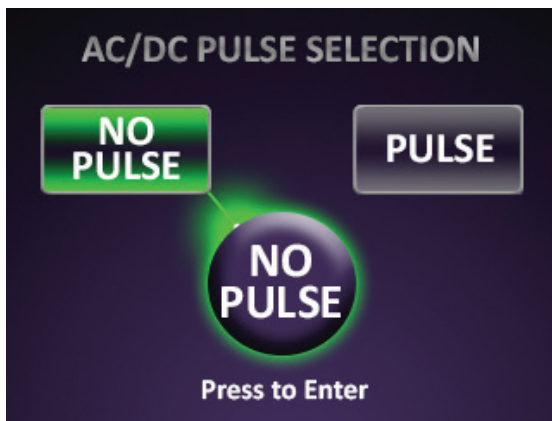 AC/DC PULSE SELECTION
NO
PULSE
PULSE
NO
PULSE
Press to Enter